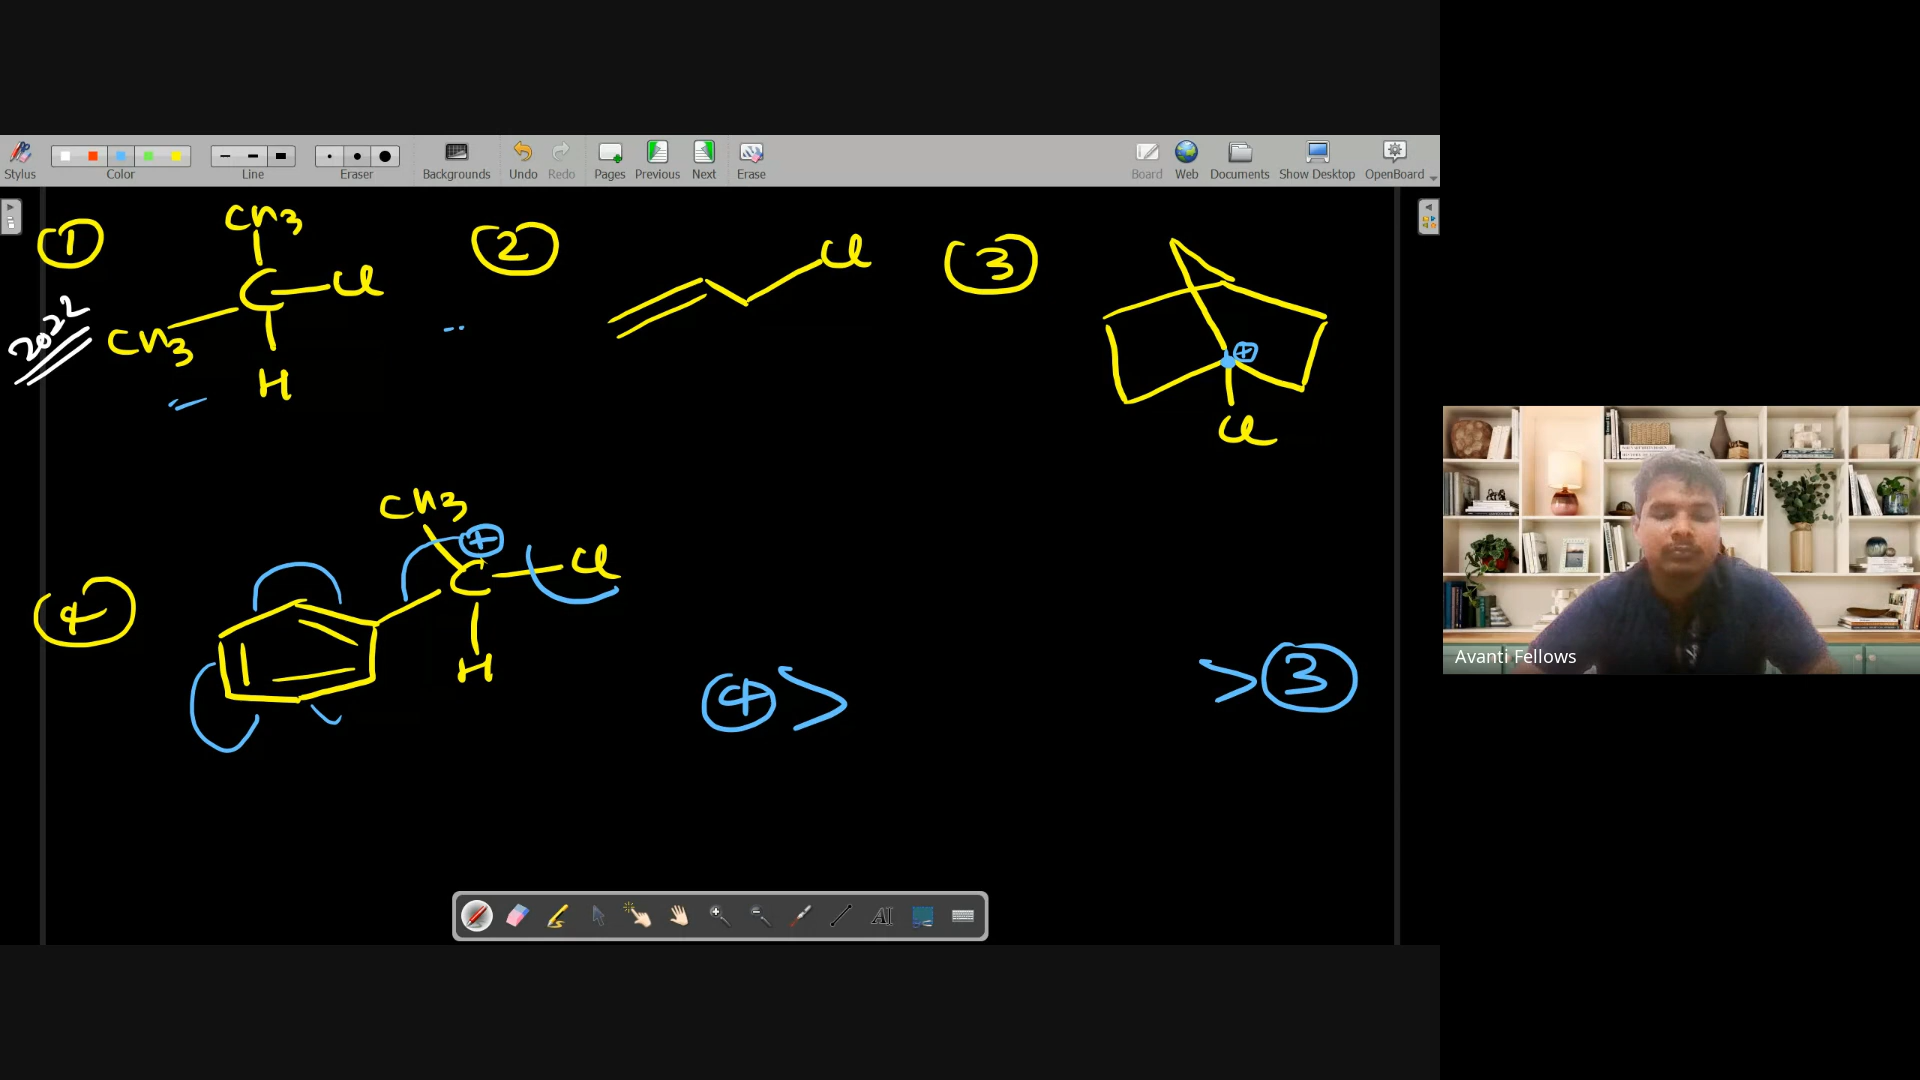 Stylus
Color
Line
Eraser
Backgrounds
Undo
Redo
Pages
Previous
Next
Erase
Board
Web
Documents
Show Desktop
OpenBoard
1
CH3
C
Cl
CH3
H
2022
2
Cl
3
+
Cl
4
CH3
+
C
Cl
H
4 >
> 3
AI
Avanti Fellows